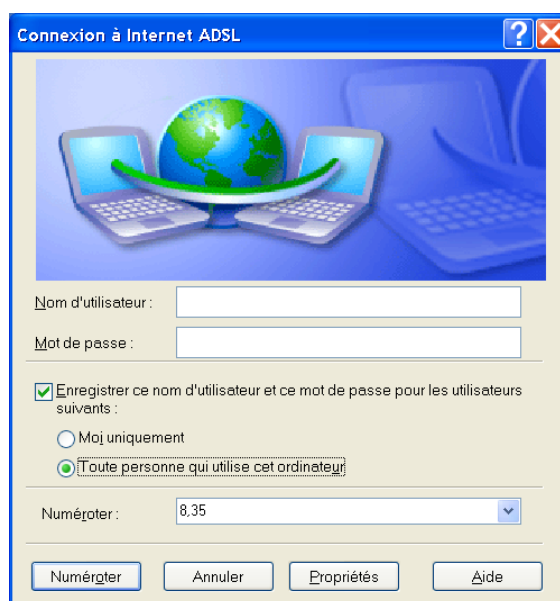 Connexion à Internet ADSL
Nom d'utilisateur :
Mot de passe :
Enregistrer ce nom d'utilisateur et ce mot de passe pour les utilisateurs
suivants :
Moi uniquement
Toute personne qui utilise cet ordinateur
Numéroter : 8,35
Numéroter Annuler Propriétés Aide